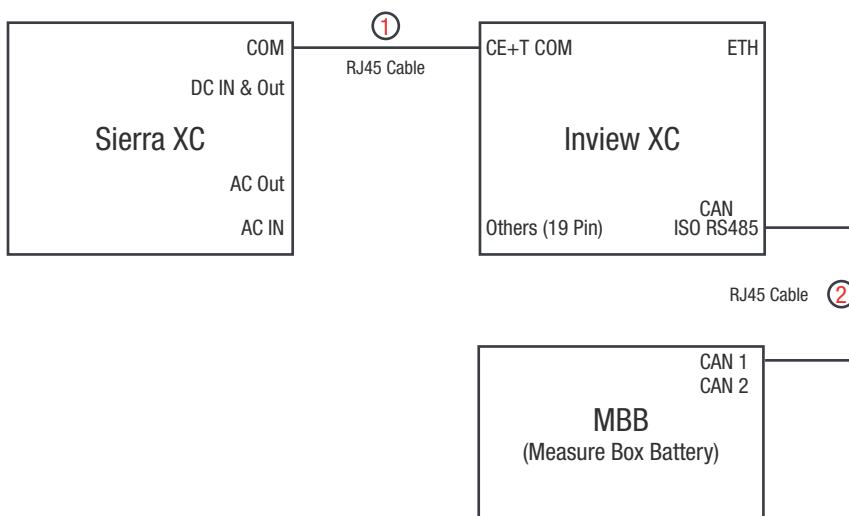 1
COM
CE+T COM
ETH
RJ45 Cable
DC IN & Out
Sierra XC
Inview XC
AC Out
CAN
AC IN
Others (19 Pin)
ISO RS485
RJ45 Cable
2
CAN 1
CAN 2
MBB
(Measure Box Battery)